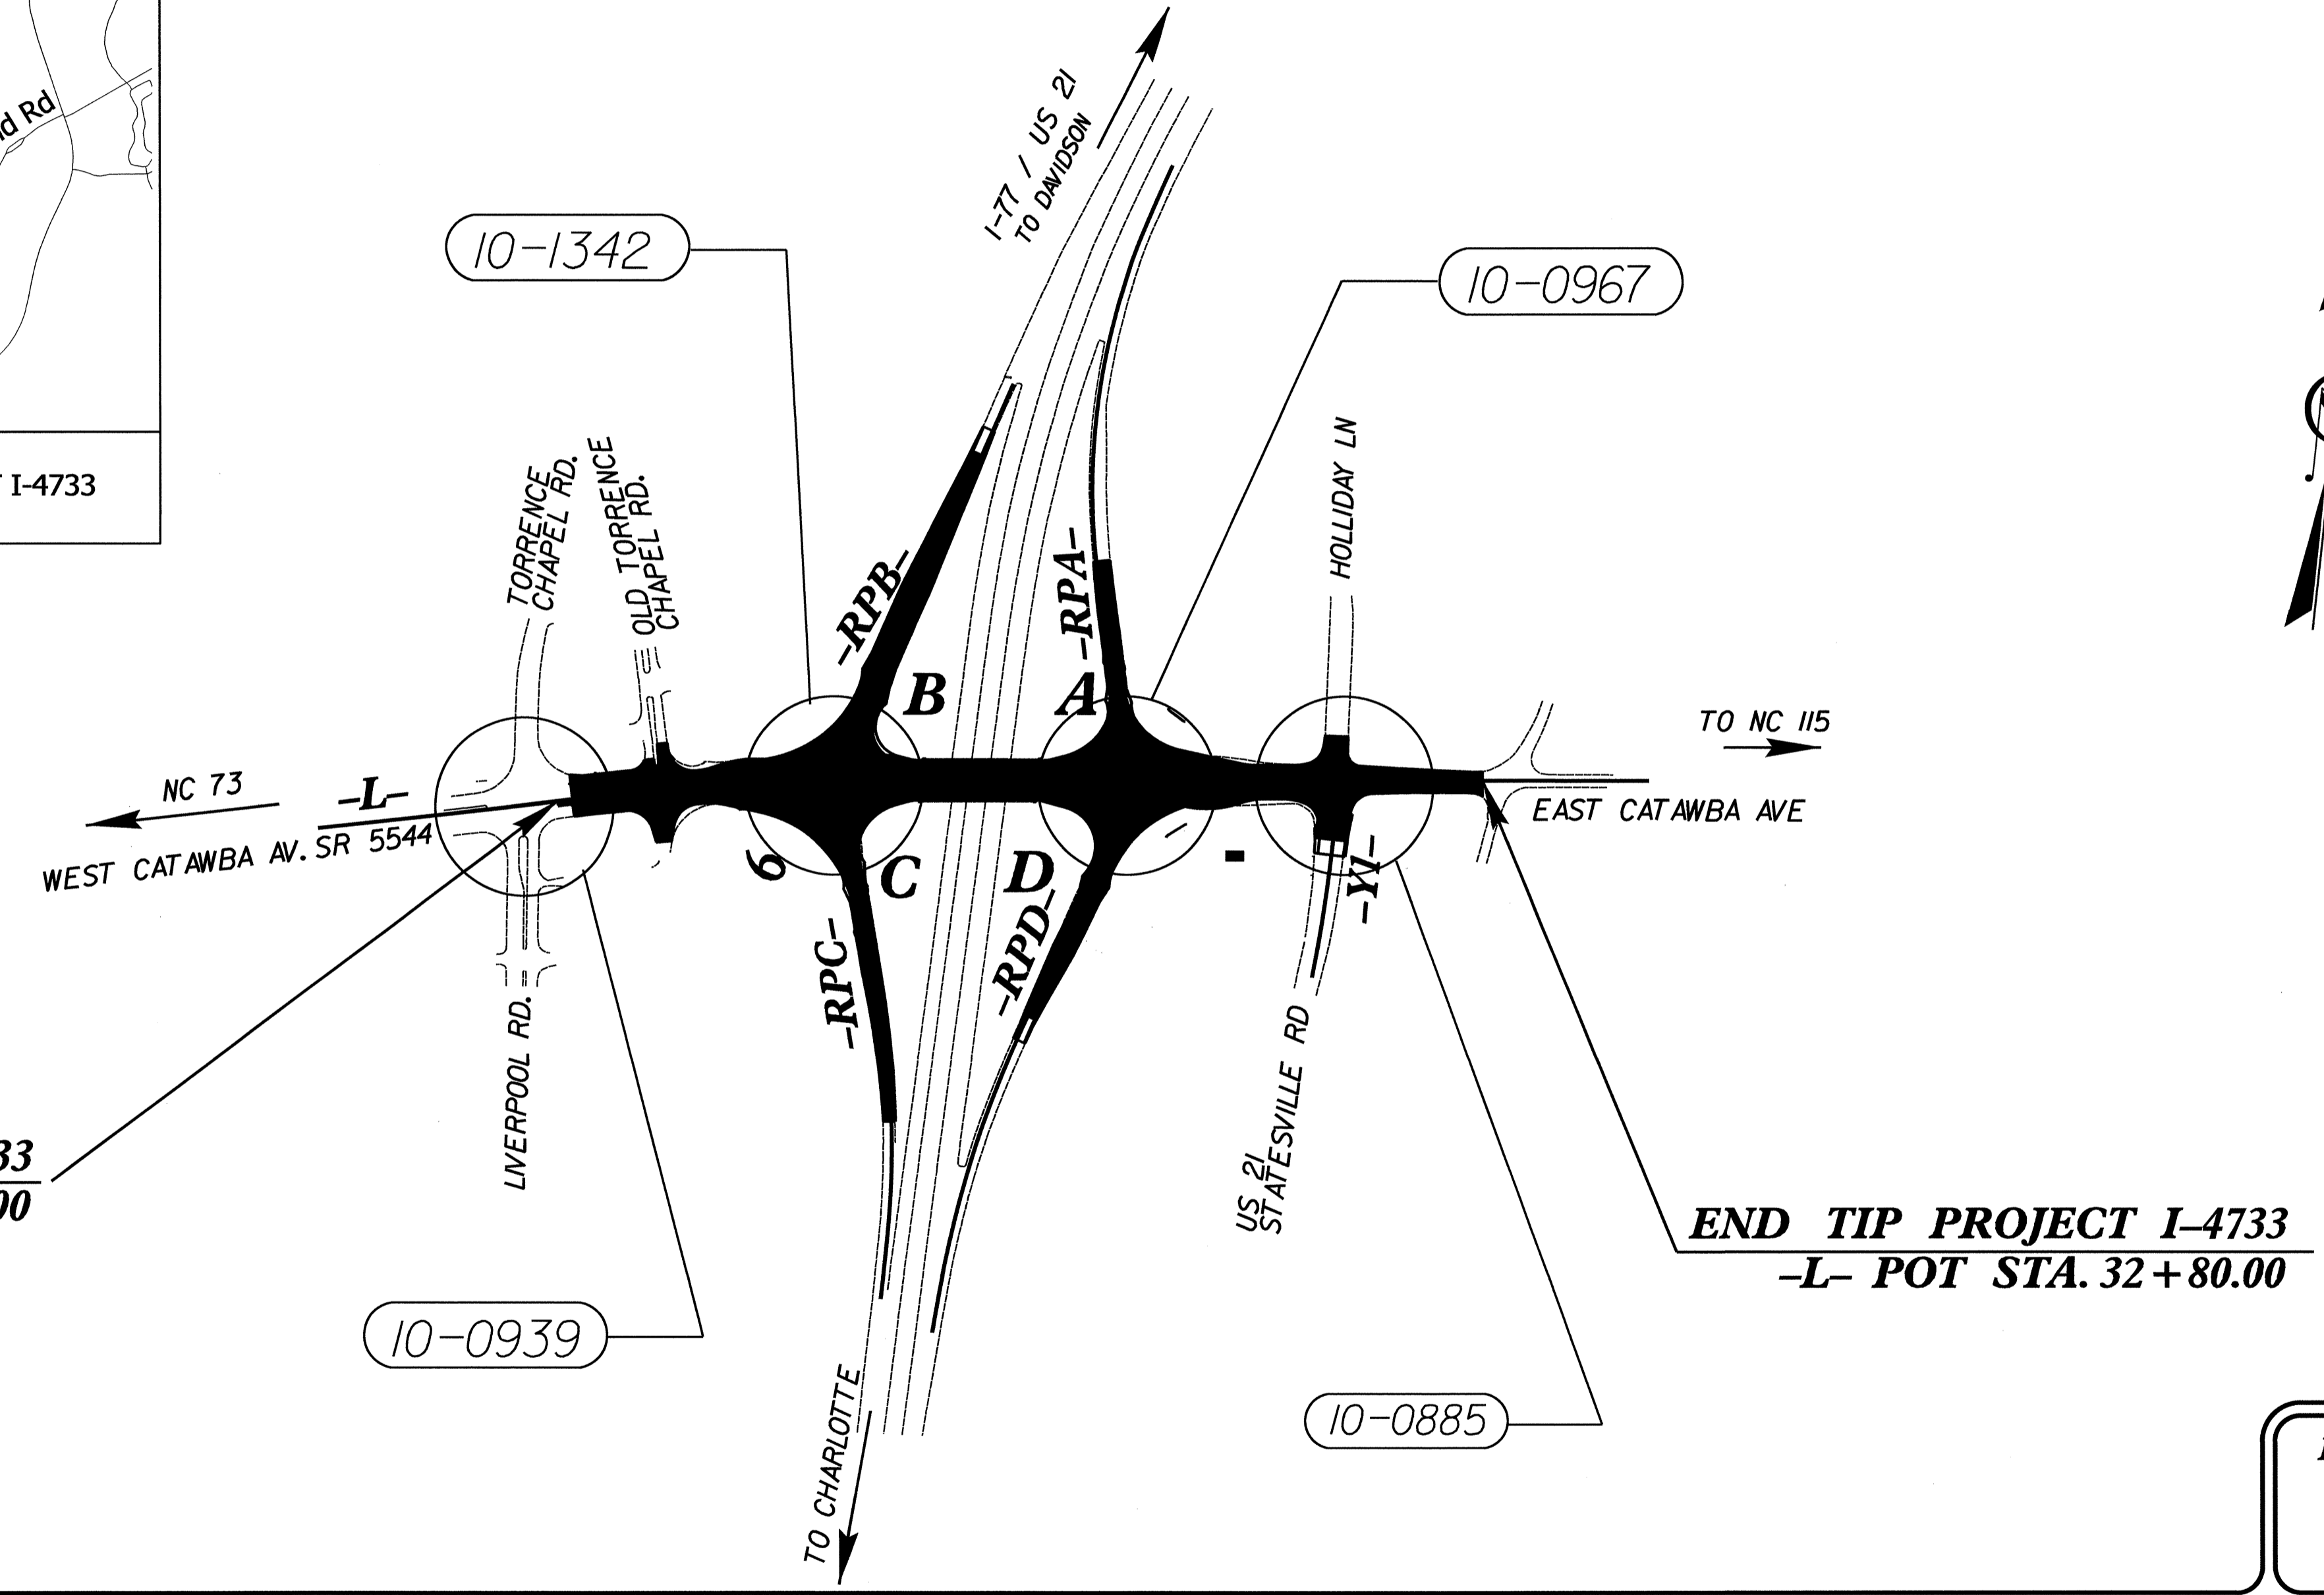 Rd
I-4733
I-77 / US 21
TO DAVIDSON
10-1342
10-0967
TORRENCE
CHAPEL RD.
OLD TORRENCE
CHAPEL RD.
HOLLIDAY LN
-RPB-
-RPA-
B
A
TO NC 115
NC 73
-L-
WEST CATAWBA AV. SR 5544
EAST CATAWBA AVE
6
C
D
-Y1-
-RPC-
-RPD-
LIVERPOOL RD.
US 21
STATESVILLE RD
33
00
END TIP PROJECT I-4733
-L- POT STA. 32+80.00
10-0939
10-0885
TO CHARLOTTE